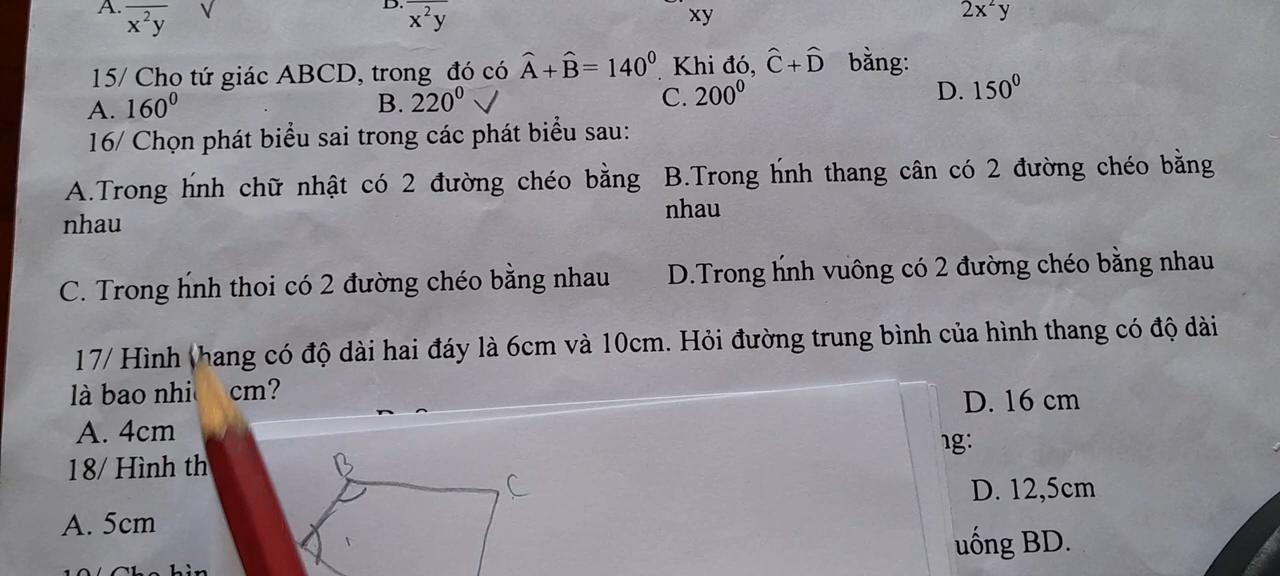 A. x²y ✓ B. x²y xy 2x²y
15/ Cho tứ giác ABCD, trong đó có Â + B̂ = 140⁰. Khi đó, Ĉ + D̂ bằng:
A. 160⁰ B. 220⁰ ✓ C. 200⁰ D. 150⁰
16/ Chọn phát biểu sai trong các phát biểu sau:
A.Trong hình chữ nhật có 2 đường chéo bằng nhau
B.Trong hình thang cân có 2 đường chéo bằng nhau
C. Trong hình thoi có 2 đường chéo bằng nhau D.Trong hình vuông có 2 đường chéo bằng nhau
17/ Hình thang có độ dài hai đáy là 6cm và 10cm. Hỏi đường trung bình của hình thang có độ dài
là bao cm?
A. 4cm D. 16 cm
18/ Hình
B C
A. 5cm D. 12,5cm
BD.